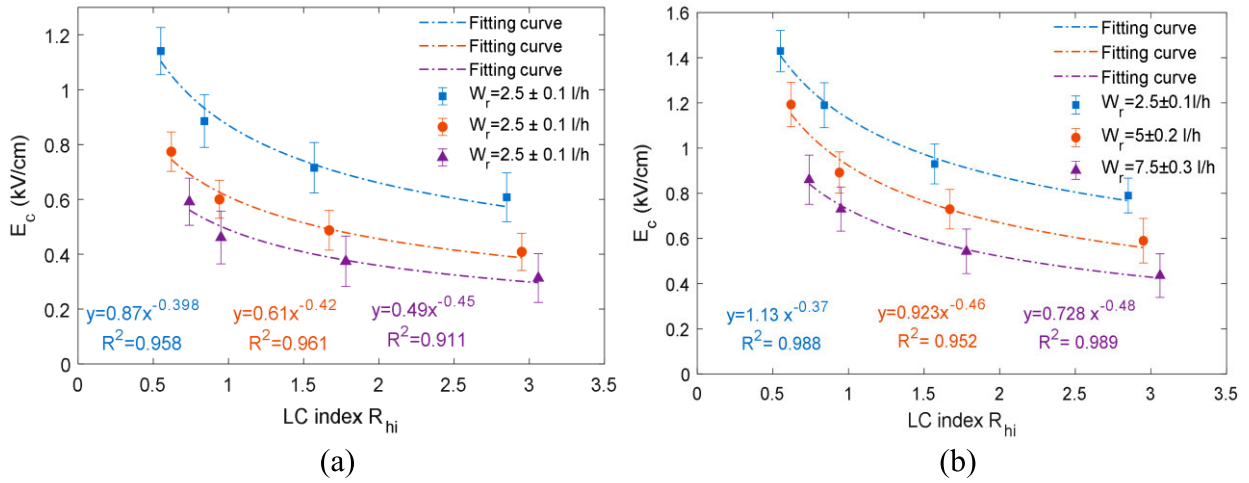 E_c (kV/cm)
1.2
1
0.8
0.6
0.4
0.2
0
Fitting curve
Fitting curve
Fitting curve
W_r=2.5 ± 0.1 l/h
W_r=2.5 ± 0.1 l/h
W_r=2.5 ± 0.1 l/h
y=0.87x^-0.398
R^2=0.958
y=0.61x^-0.42
R^2=0.961
y=0.49x^-0.45
R^2=0.911
0 0.5 1 1.5 2 2.5 3 3.5
LC index R_hi
(a)
E_c (kV/cm)
1.6
1.4
1.2
1
0.8
0.6
0.4
0.2
0
Fitting curve
Fitting curve
Fitting curve
W_r=2.5±0.1l/h
W_r=5±0.2 l/h
W_r=7.5±0.3 l/h
y=1.13 x^-0.37
R^2= 0.988
y=0.923x^-0.46
R^2= 0.952
y=0.728 x^-0.48
R^2= 0.989
0 0.5 1 1.5 2 2.5 3 3.5
LC index R_hi
(b)